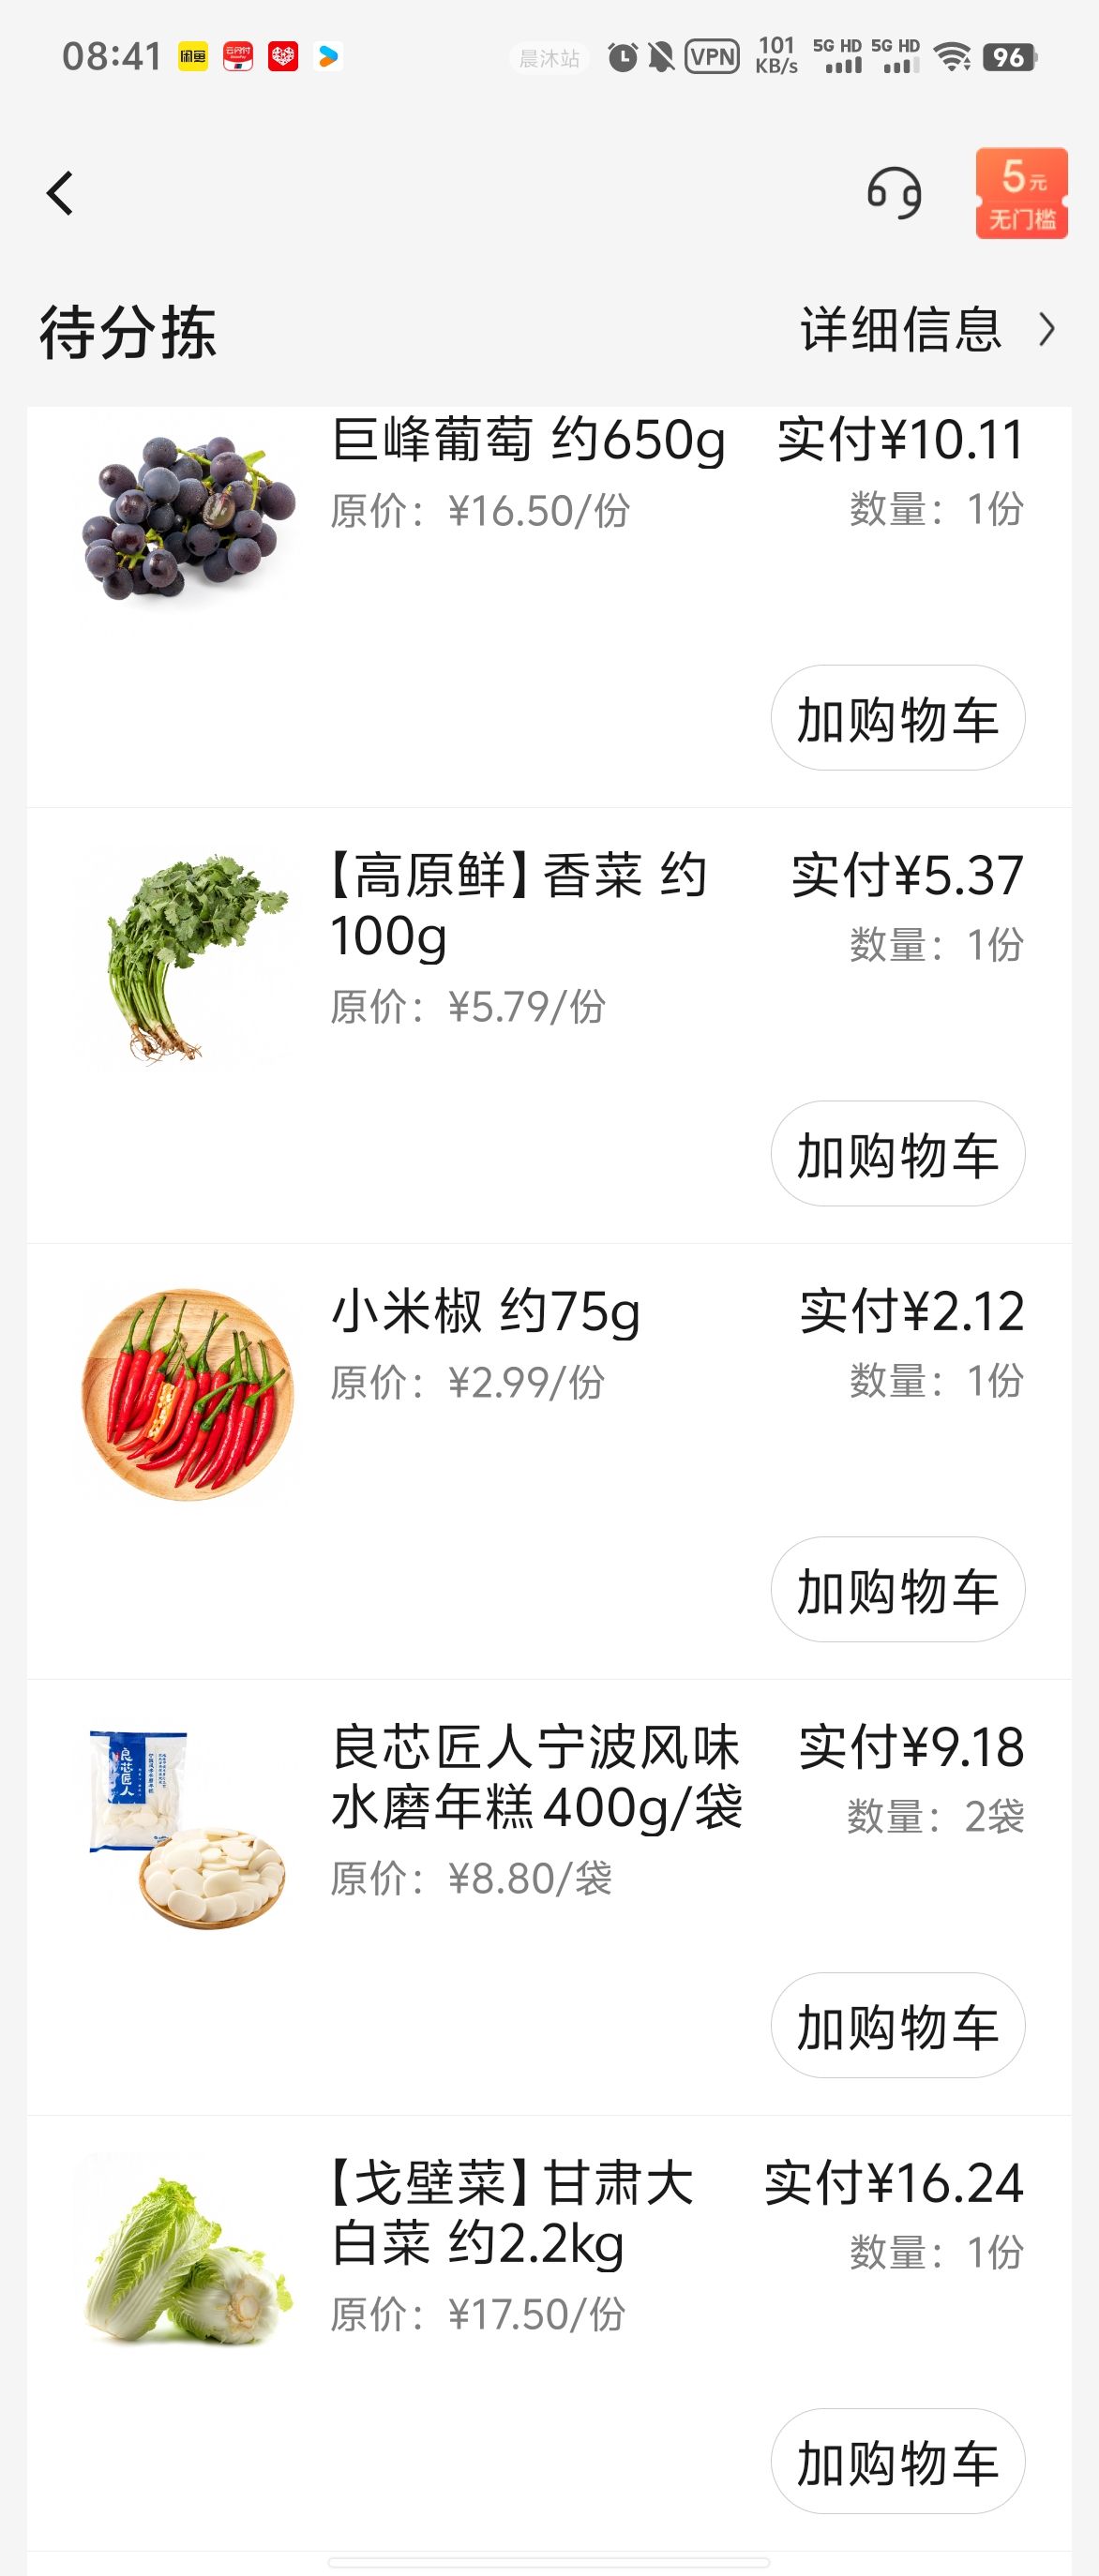 08:41 闲鱼 云闪付 晨沐站 VPN 101 KB/s 5G HD 5G HD 96
5元
无门槛
待分拣 详细信息
巨峰葡萄 约650g 实付¥10.11
原价：¥16.50/份 数量：1份
加购物车
【高原鲜】香菜 约 实付¥5.37
100g 数量：1份
原价：¥5.79/份
加购物车
小米椒 约75g 实付¥2.12
原价：¥2.99/份 数量：1份
加购物车
良芯匠人宁波风味 实付¥9.18
水磨年糕400g/袋 数量：2袋
原价：¥8.80/袋
良芯匠人
加购物车
【戈壁菜】甘肃大 实付¥16.24
白菜 约2.2kg 数量：1份
原价：¥17.50/份
加购物车